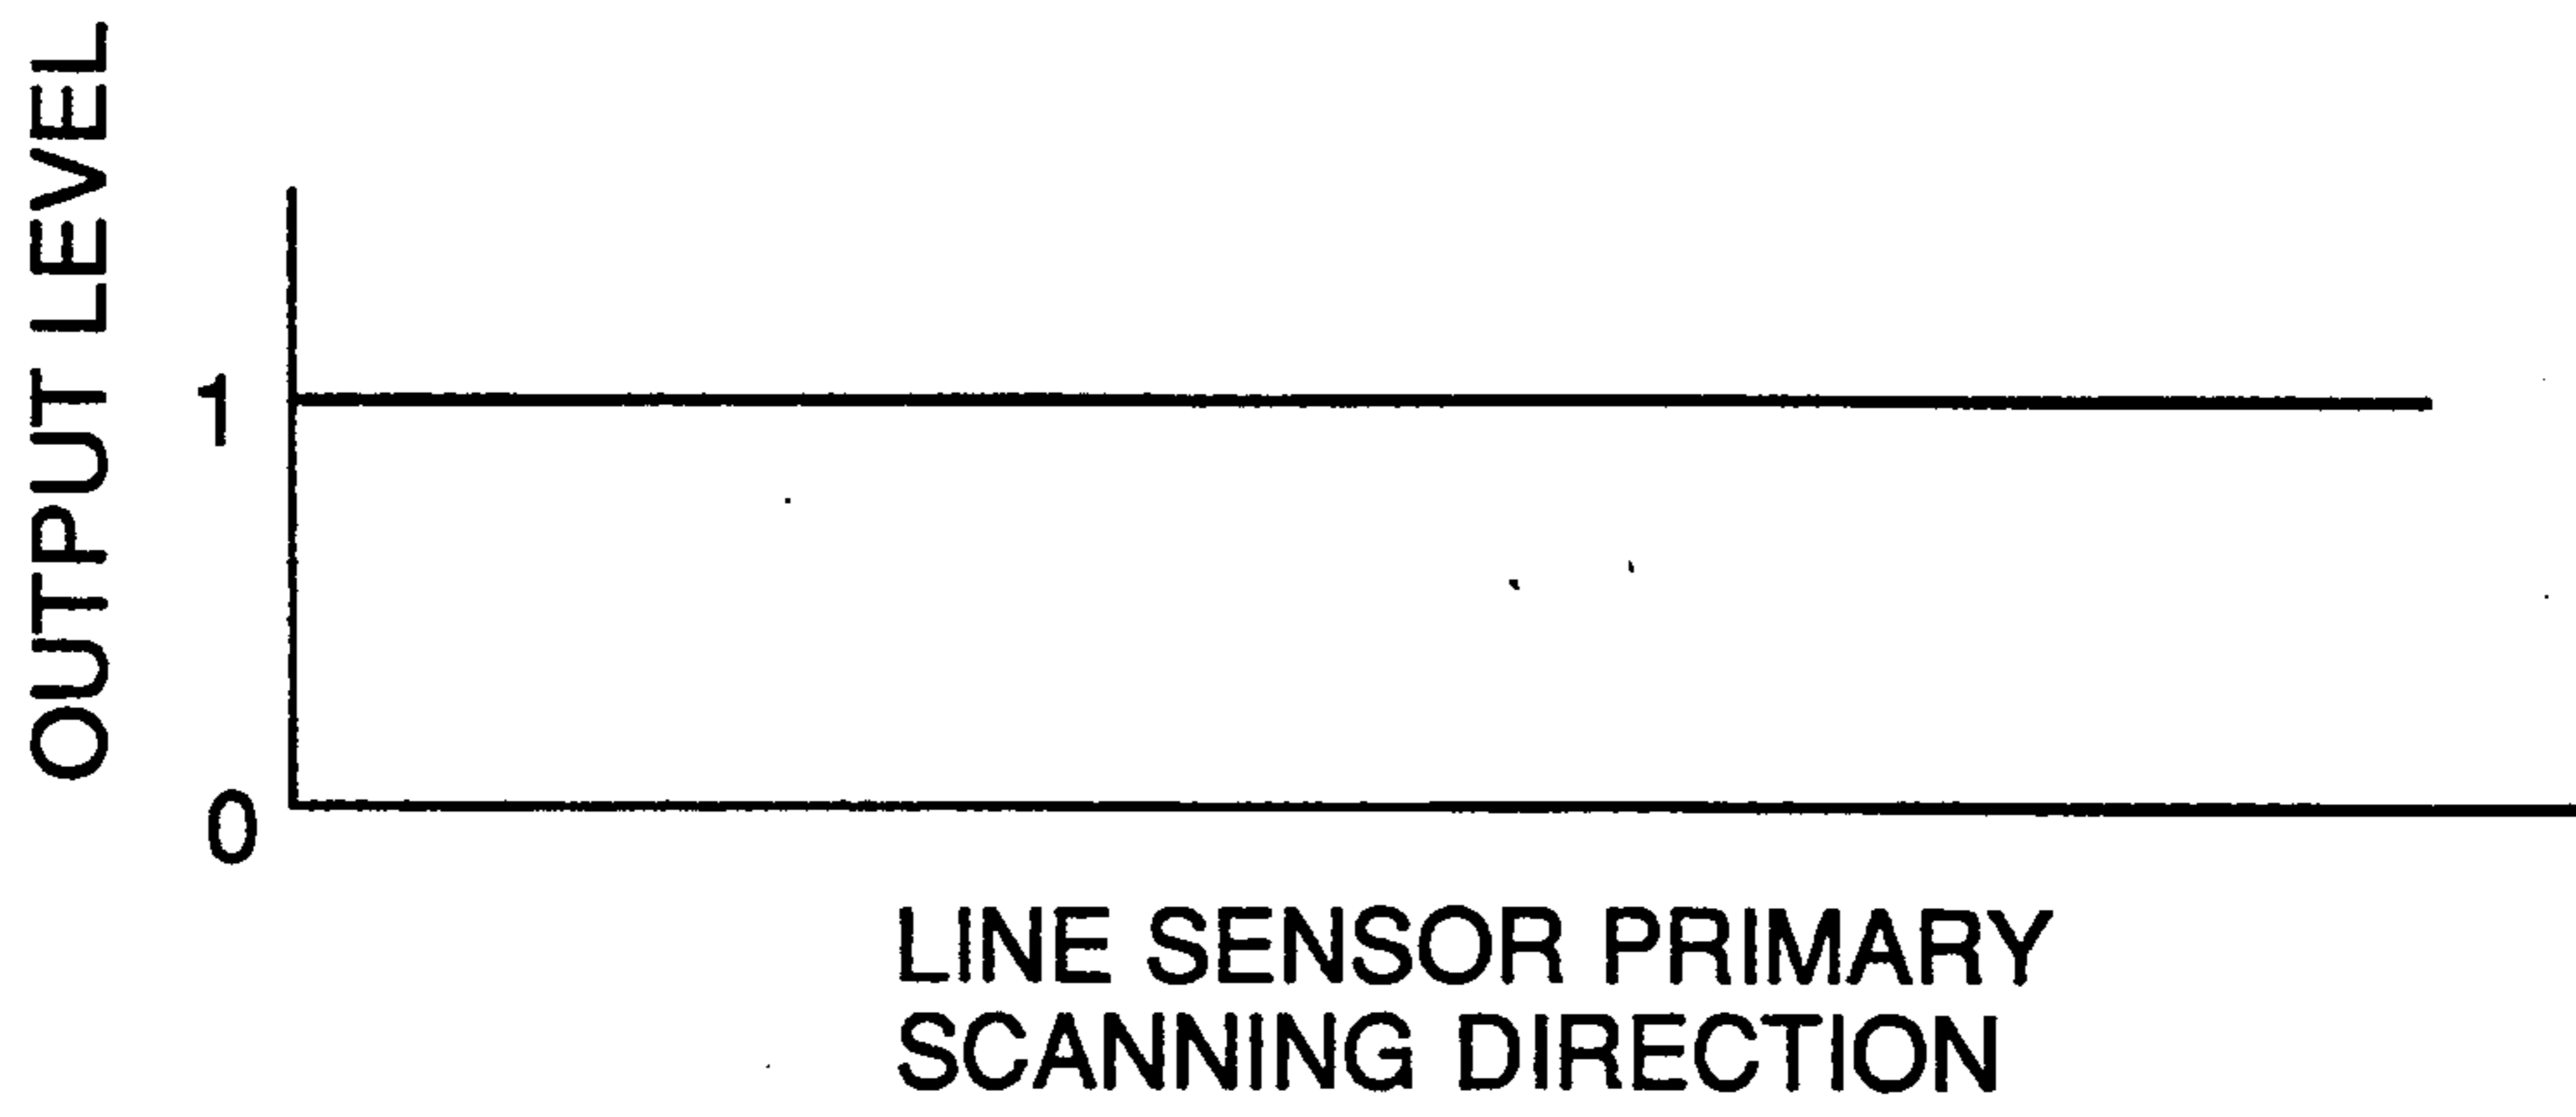 OUTPUT LEVEL
1
0
LINE SENSOR PRIMARY
SCANNING DIRECTION